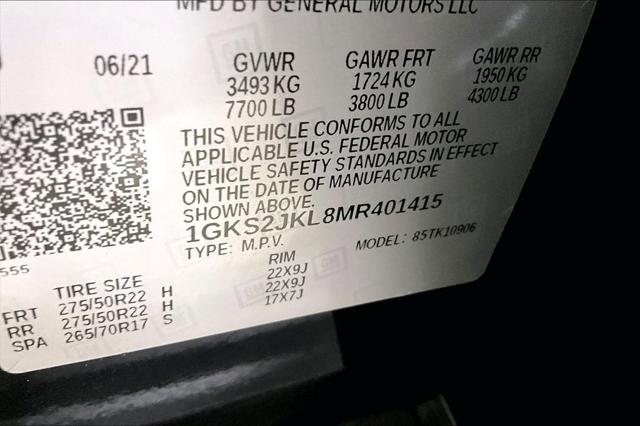 MFD BY GENERAL MOTORS LLC
06/21 GVWR GAWR FRT GAWR RR
3493 KG 1724 KG 1950 KG
7700 LB 3800 LB 4300 LB
THIS VEHICLE CONFORMS TO ALL
APPLICABLE U.S. FEDERAL MOTOR
VEHICLE SAFETY STANDARDS IN EFFECT
ON THE DATE OF MANUFACTURE
SHOWN ABOVE.
1GKS2JKL8MR401415
TYPE: M.P.V. MODEL: 85TK10906
555
TIRE SIZE RIM
FRT 275/50R22 H 22X9J
RR 275/50R22 H 22X9J
SPA 265/70R17 S 17X7J
GM GM